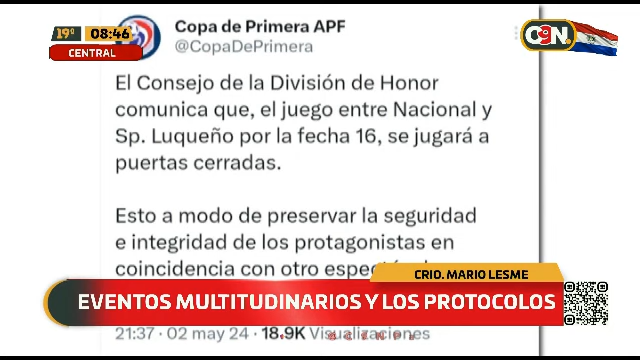 19° 08:46
CENTRAL
Copa de Primera APF
@CopaDePrimera
C9N
El Consejo de la División de Honor
comunica que, el juego entre Nacional y
Sp. Luqueño por la fecha 16, se jugará a
puertas cerradas.
Esto a modo de preservar la seguridad
e integridad de los protagonistas en
coincidencia con otro
CRIO. MARIO LESME
EVENTOS MULTITUDINARIOS Y LOS PROTOCOLOS
21:37 · 02 may 24 · 18.9K Visualizaciones